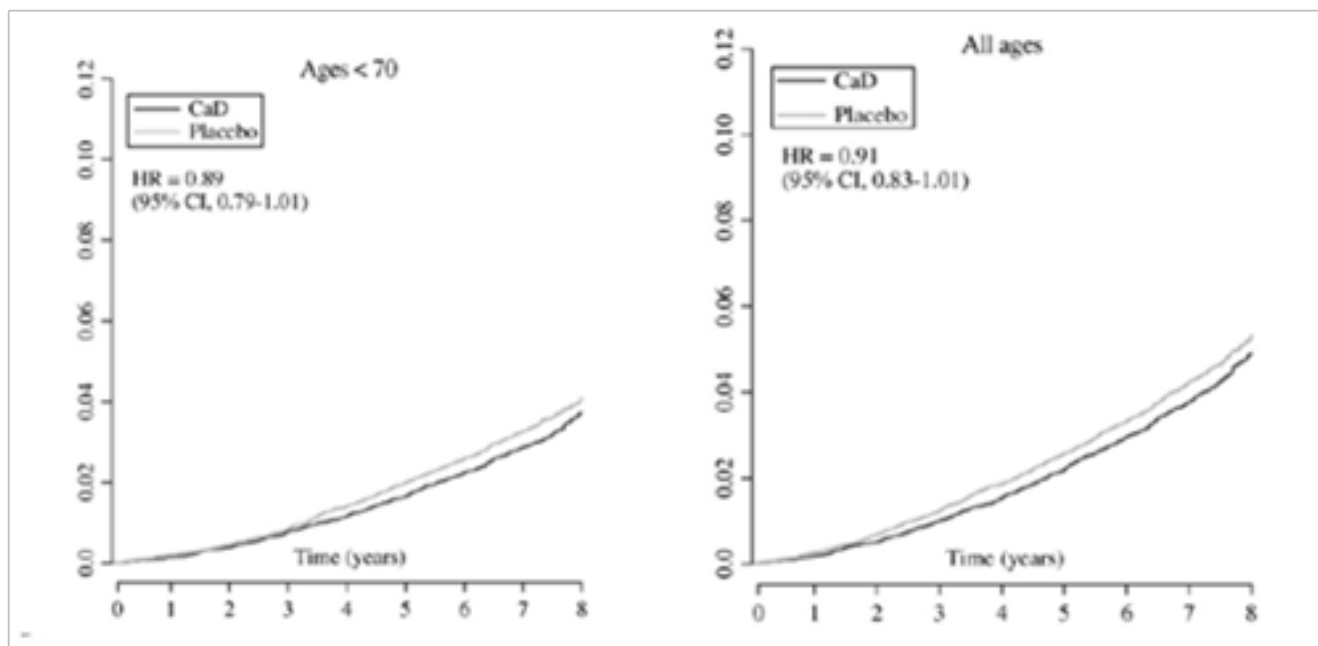 Ages < 70
CaD
Placebo
HR = 0.89
(95% CI, 0.79-1.01)
0.12
0.10
0.08
0.06
0.04
0.02
0.0
Time (years)
0 1 2 3 4 5 6 7 8
All ages
CaD
Placebo
HR = 0.91
(95% CI, 0.83-1.01)
0.12
0.10
0.08
0.06
0.04
0.02
0.0
Time (years)
0 1 2 3 4 5 6 7 8